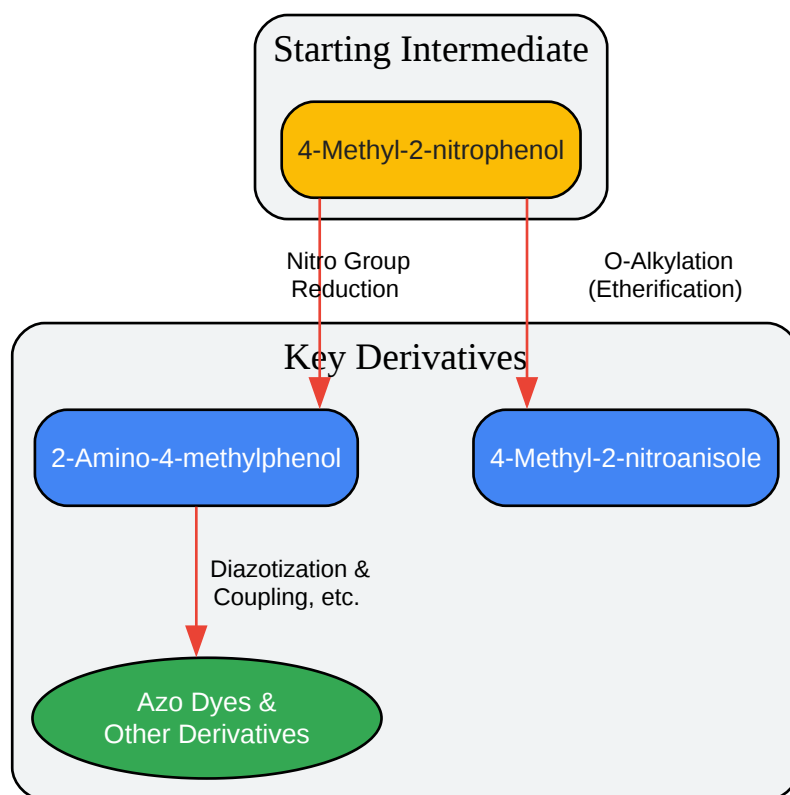 Starting Intermediate
4-Methyl-2-nitrophenol
Nitro Group
Reduction
O-Alkylation
(Etherification)
Key Derivatives
2-Amino-4-methylphenol
4-Methyl-2-nitroanisole
Diazotization &
Coupling, etc.
Azo Dyes &
Other Derivatives